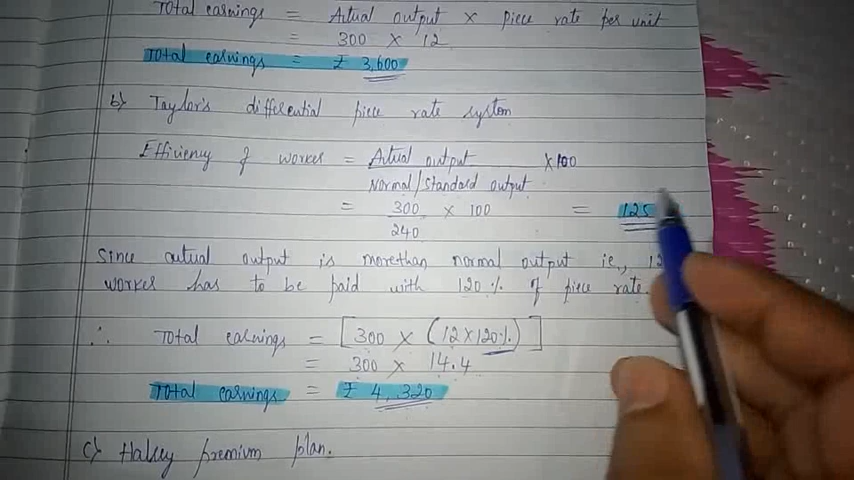 Total earnings = Actual output × piece rate per unit
= 300 × 12
Total earnings = ₹ 3,600
b) Taylor's differential piece rate system
Efficiency of worker = Actual output ×100
Normal/Standard output
= 300 × 100 = 125
240
Since actual output is morethan normal output ie., 12
worker has to be paid with 120% of piece rate.
∴ Total earnings = [300 × (12×120%)]
= 300 × 14.4
Total earnings = ₹ 4,320
c) Halsey premium plan.